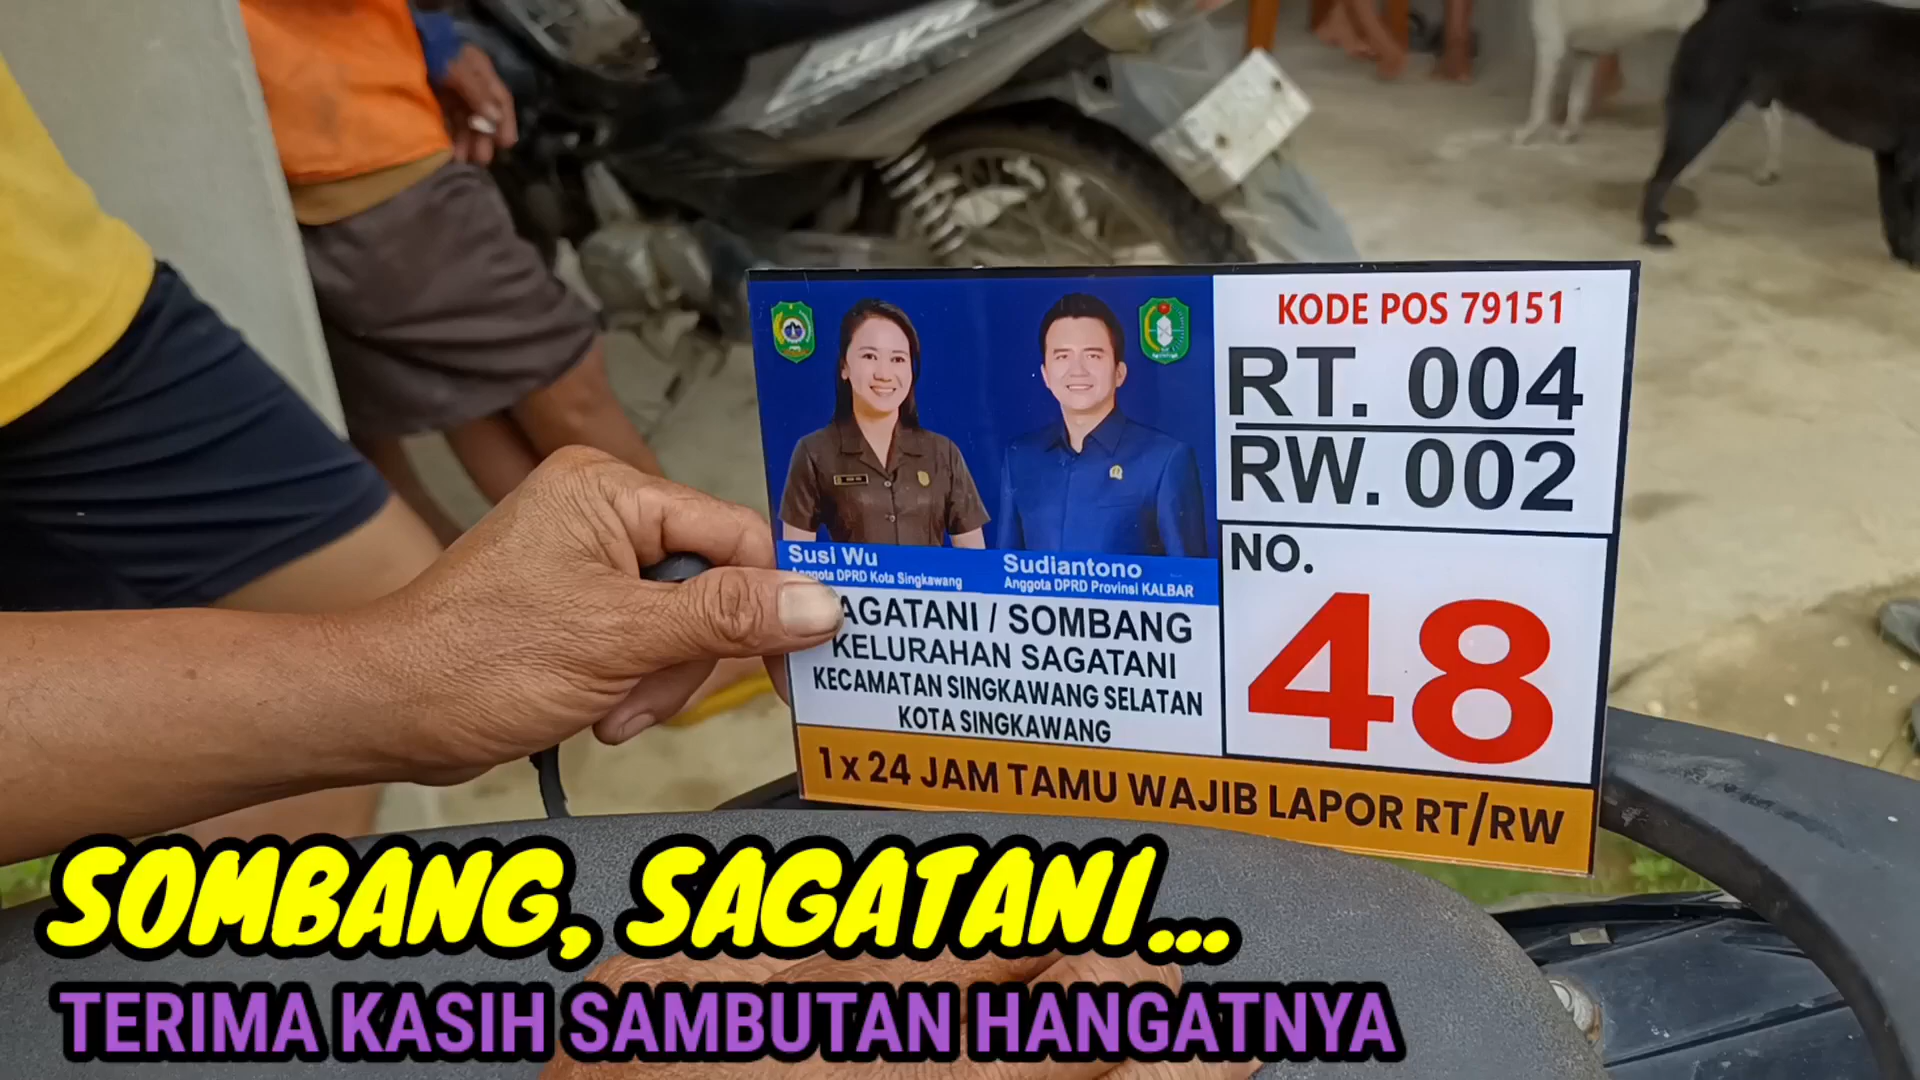 REVO
KODE POS 79151
RT. 004
RW. 002
NO.
48
Susi Wu
Anggota DPRD Kota Singkawang
Sudiantono
Anggota DPRD Provinsi KALBAR
AGATANI / SOMBANG
KELURAHAN SAGATANI
KECAMATAN SINGKAWANG SELATAN
KOTA SINGKAWANG
1 x 24 JAM TAMU WAJIB LAPOR RT/RW
SOMBANG, SAGATANI...
TERIMA KASIH SAMBUTAN HANGATNYA